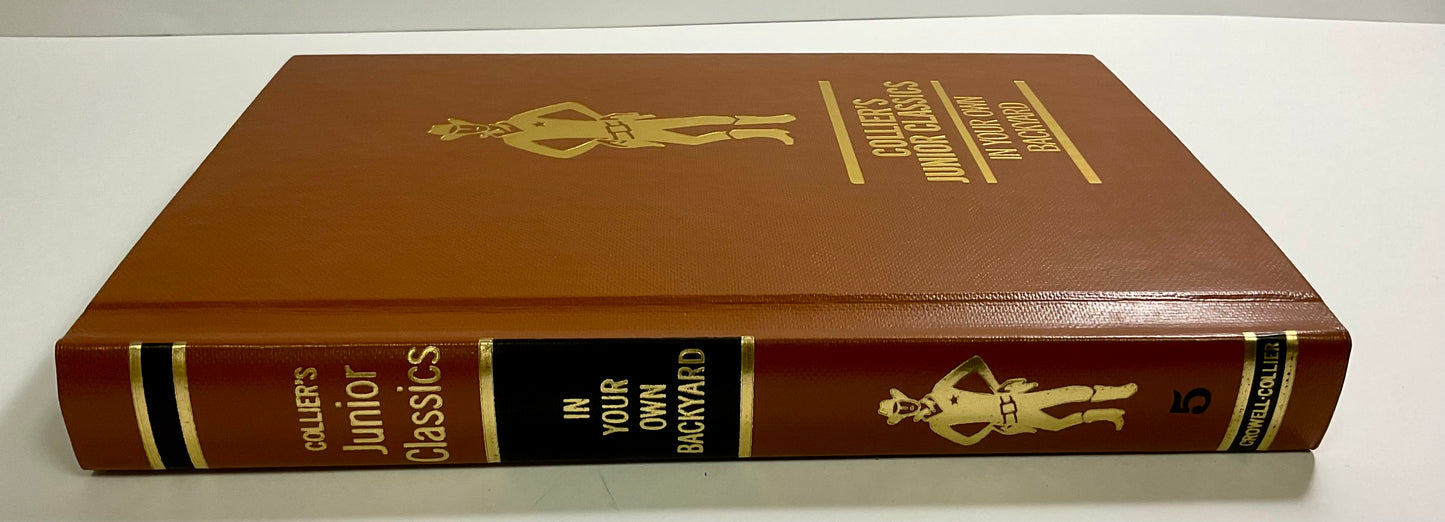 COLLIER'S
JUNIOR CLASSICS
IN YOUR OWN
BACKYARD
COLLIER'S
Junior
Classics
IN
YOUR
OWN
BACKYARD
5
CROWELL-COLLIER